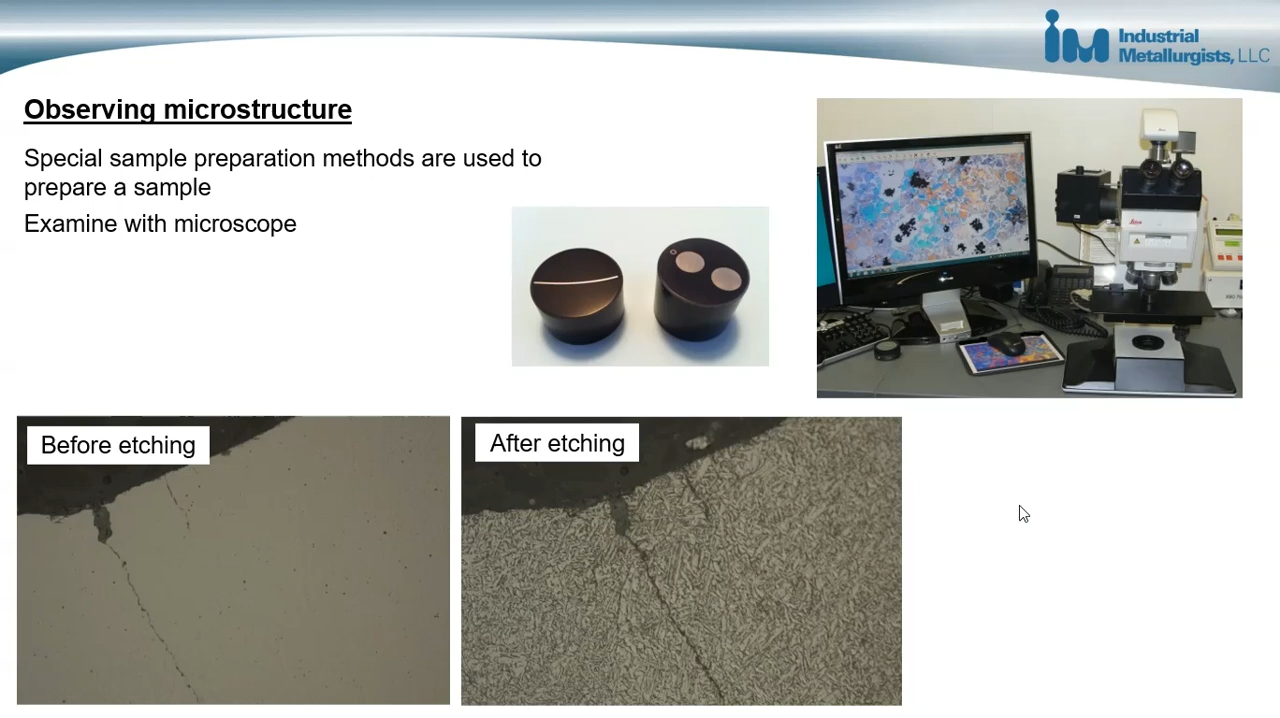 Industrial
Metallurgists, LLC
Observing microstructure
Special sample preparation methods are used to
prepare a sample
Examine with microscope
Before etching
After etching